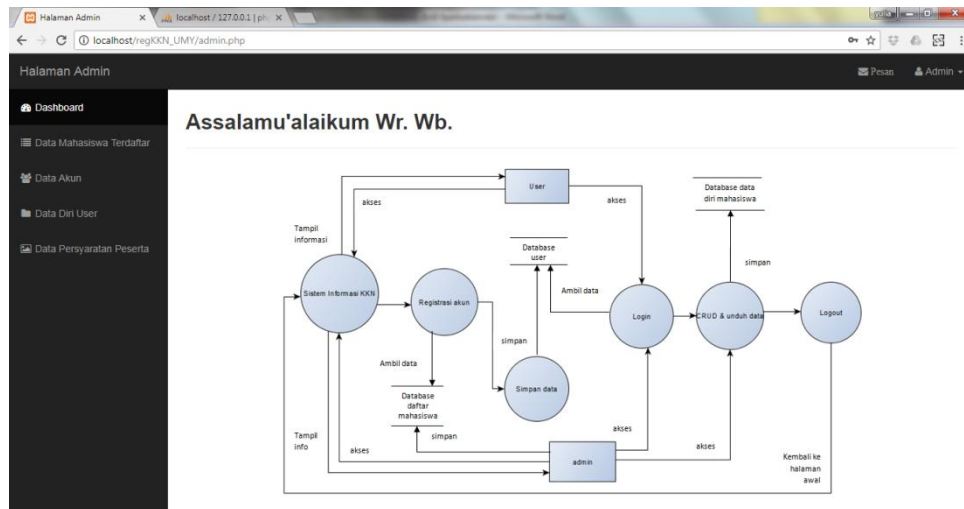 Halaman Admin
localhost / 127.0.0.1 | ph
localhost/regKKN_UMY/admin.php
Halaman Admin
Pesan
Admin
Dashboard
Data Mahasiswa Terdaftar
Data Akun
Data Diri User
Data Persyaratan Peserta
Assalamu'alaikum Wr. Wb.
User
akses
akses
Database data
diri mahasiswa
Tampil
informasi
Database
user
simpan
Sistem Informasi KKN
Registrasi akun
Ambil data
Login
CRUD & unduh data
Logout
simpan
Ambil data
Simpan data
Database
daftar
mahasiswa
Tampil
info
akses
simpan
admin
akses
akses
Kembali ke
halaman
awal